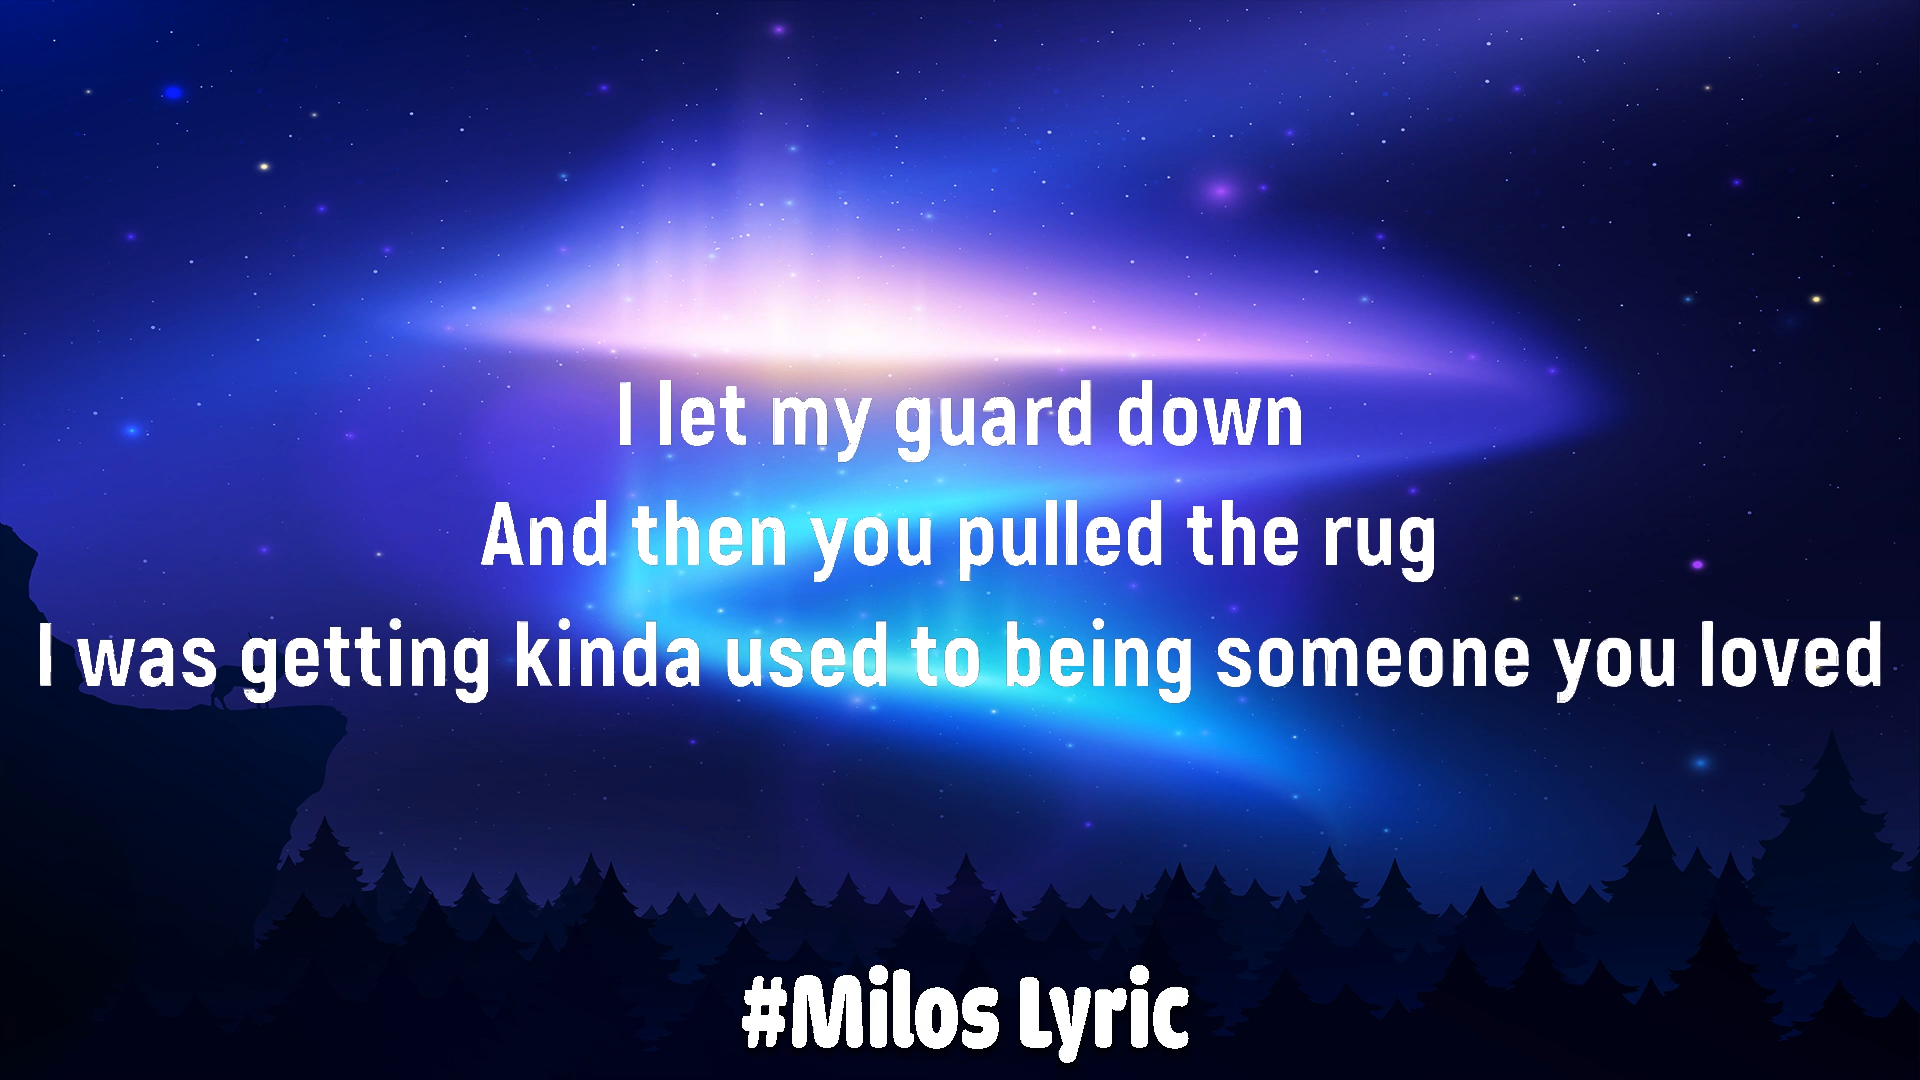 I let my guard down
And then you pulled the rug
I was getting kinda used to being someone you loved
#Milos Lyric